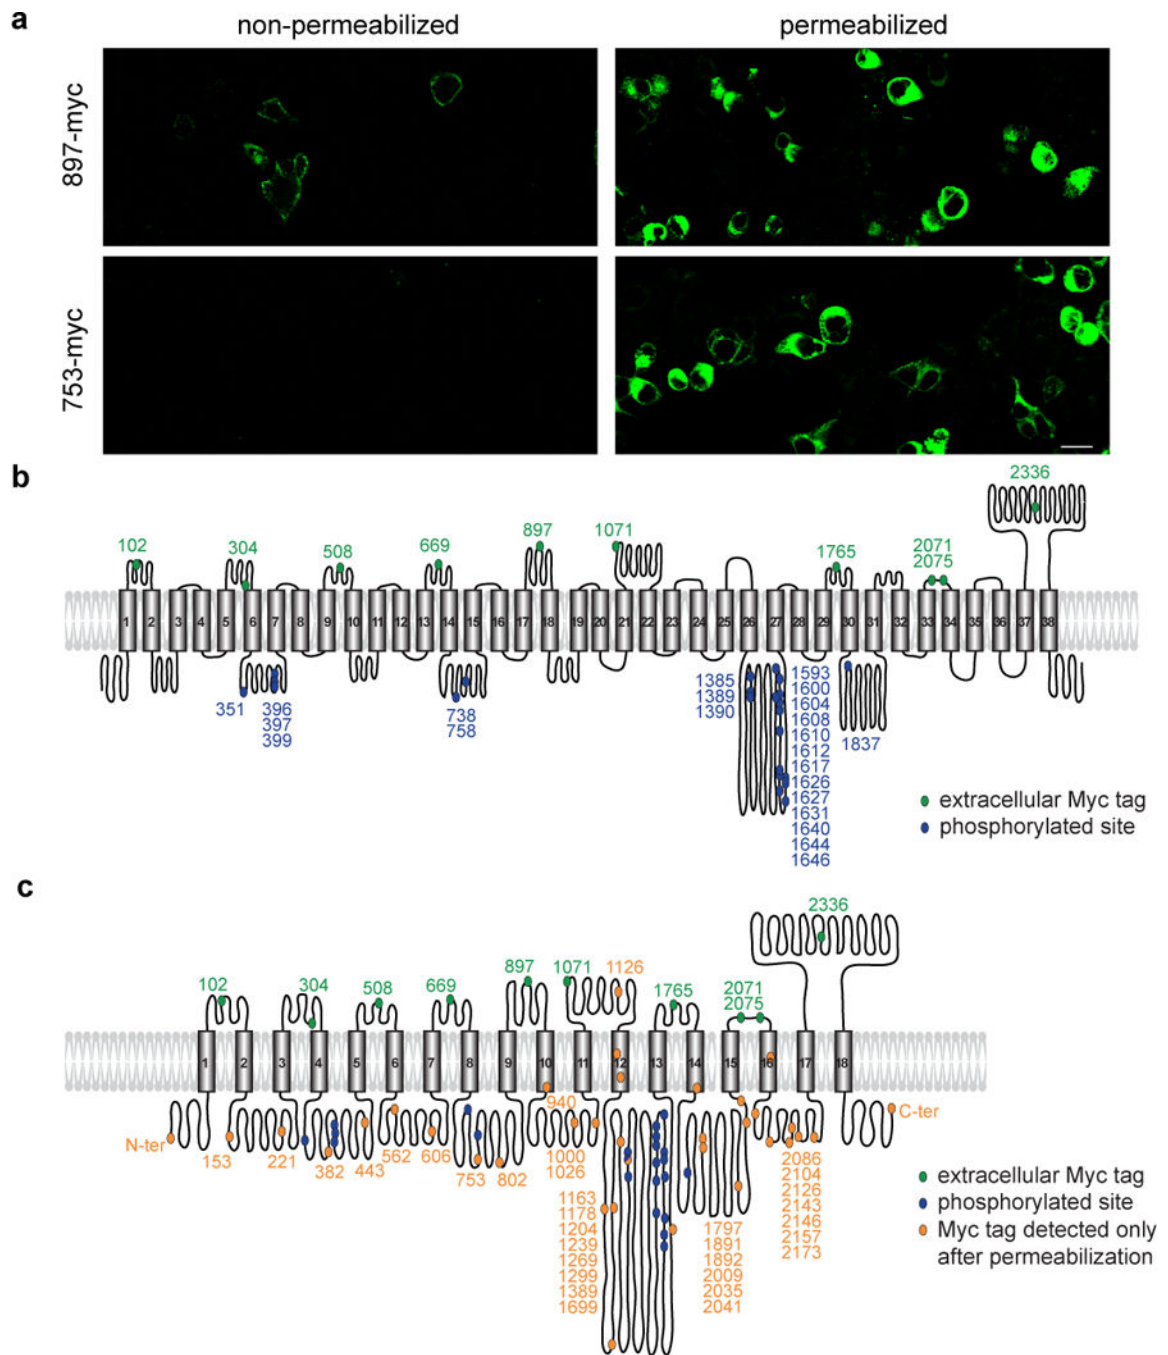 a
non-permeabilized permeabilized
897-myc
753-myc
b
2336
102 304 508 669 897 1071 1765 2071
2075
1 2 3 4 5 6 7 8 9 10 11 12 13 14 15 16 17 18 19 20 21 22 23 24 25 26 27 28 29 30 31 32 33 34 35 36 37 38
351 396
397
399
738
758
1385
1389
1390
1593
1600
1604
1608
1610
1612
1617
1626
1627
1631
1640
1644
1646
1837
extracellular Myc tag
phosphorylated site
c
2336
102 304 508 669 897 1071 1126 1765 2071
2075
1 2 3 4 5 6 7 8 9 10 11 12 13 14 15 16 17 18
N-ter 153 221 382 443 562 606 753 802
940
1000
1026
1163
1178
1204
1239
1269
1299
1389
1699
1797
1891
1892
2009
2035
2041
2086
2104
2126
2143
2146
2157
2173
C-ter
extracellular Myc tag
phosphorylated site
Myc tag detected only
after permeabilization